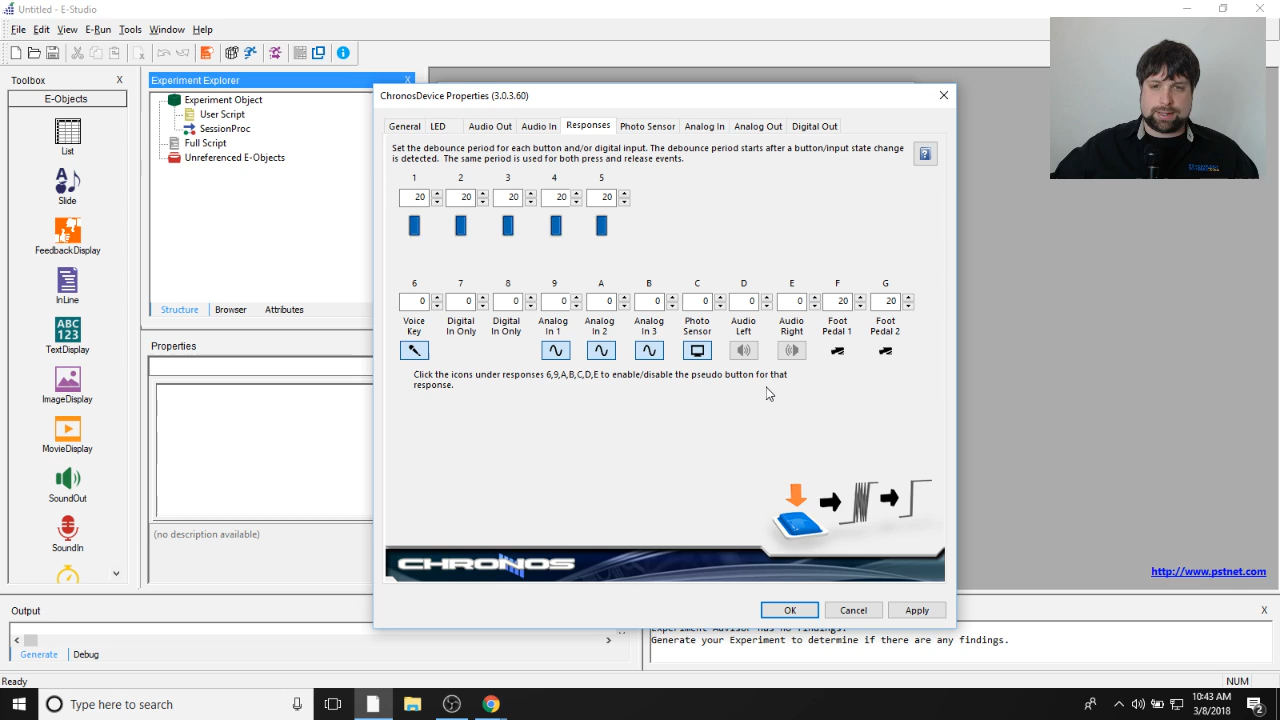 Untitled - E-Studio
File Edit View E-Run Tools Window Help
Toolbox X
E-Objects
List
Slide
FeedbackDisplay
InLine
ABC
123
TextDisplay
ImageDisplay
MovieDisplay
SoundOut
SoundIn
Experiment Explorer X
Experiment Object
User Script
SessionProc
Full Script
Unreferenced E-Objects
Structure Browser Attributes
Properties
(no description available)
ChronosDevice Properties (3.0.3.60)
General LED Audio Out Audio In Responses Photo Sensor Analog In Analog Out Digital Out
Set the debounce period for each button and/or digital input. The debounce period starts after a button/input state change
is detected. The same period is used for both press and release events.
1 2 3 4 5
20 20 20 20 20
6 7 8 9 A B C D E F G
0 0 0 0 0 0 0 0 0 20 20
Voice Digital Digital Analog Analog Analog Photo Audio Audio Foot Foot
Key In Only In Only In 1 In 2 In 3 Sensor Left Right Pedal 1 Pedal 2
Click the icons under responses 6,9,A,B,C,D,E to enable/disable the pseudo button for that
response.
CHRONOS
OK Cancel Apply
http://www.pstnet.com
Output
Generate Debug
X
Experiment Advisor has no findings.
Generate your Experiment to determine if there are any findings.
Ready NUM
Type here to search
10:43 AM
3/8/2018
2